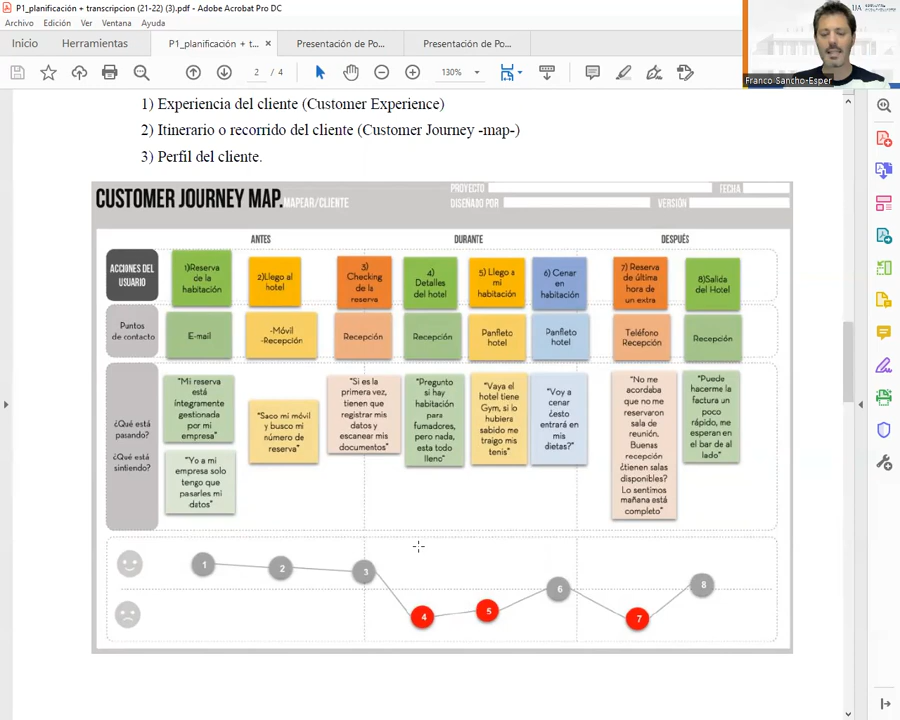 P1_planificación + transcripcion (21-22) (3).pdf - Adobe Acrobat Pro DC
Archivo Edición Ver Ventana Ayuda
Inicio Herramientas P1_planificación + t... × Presentación de Po... Presentación de Po...
2 / 4 130%
UA
Franco Sancho-Esper
1) Experiencia del cliente (Customer Experience)
2) Itinerario o recorrido del cliente (Customer Journey -map-)
3) Perfil del cliente.
CUSTOMER JOURNEY MAP. MAPEAR/CLIENTE
PROYECTO FECHA
DISEÑADO POR VERSIÓN
ANTES DURANTE DESPUÉS
ACCIONES DEL
USUARIO
1)Reserva
de la
habitación
2)Llego al
hotel
3)
Checking
de la
reserva
4)
Detalles
del hotel
5) Llego a
mi
habitación
6) Cenar
en
habitación
7) Reserva
de última
hora de
un extra
8)Salida
del Hotel
Puntos
de contacto
E-mail
-Móvil
-Recepción
Recepción
Recepción
Panfleto
hotel
Panfleto
hotel
Teléfono
Recepción
Recepción
¿Qué está
pasando?
¿Qué está
sintiendo?
"Mi reserva
está
íntegramente
gestionada
por mi
empresa"
"Yo a mi
empresa solo
tengo que
pasarles mi
datos"
"Saco mi móvil
y busco mi
número de
reserva"
"Si es la
primera vez,
tienen que
registrar mis
datos y
escanear mis
documentos"
"Pregunto
si hay
habitación
para
fumadores,
pero nada,
esta todo
lleno"
"Vaya el
hotel tiene
Gym, si lo
hubiera
sabido me
traigo mis
tenis"
"Voy a
cenar
¿esto
entrará en
mis
dietas?"
"No me
acordaba
que no me
reservaron
sala de
reunión.
Buenas
recepción
¿tienen salas
disponibles?
Lo sentimos
mañana está
completo"
"Puede
hacerme la
factura un
poco
rápido, me
esperan en
el bar de al
lado"
1 2 3 4 5 6 7 8